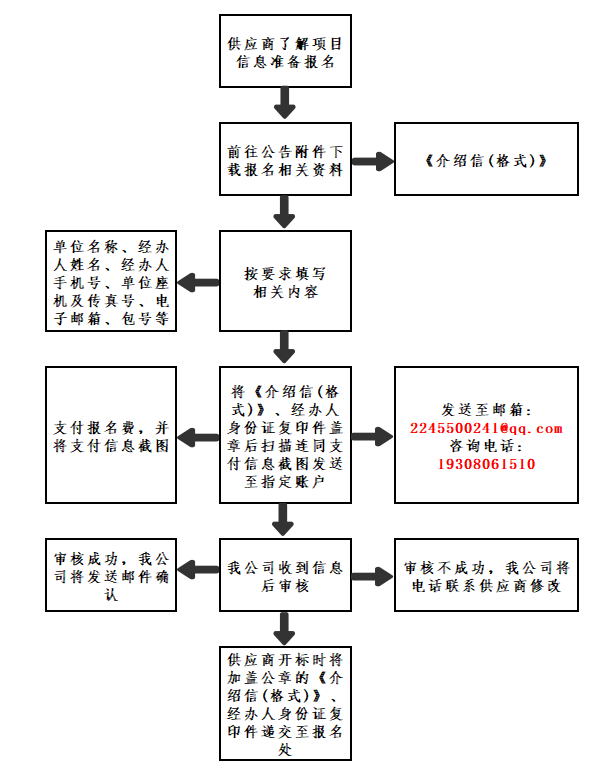 供应商了解项目
信息准备报名
前往公告附件下
载报名相关资料
《介绍信(格式)》
单位名称、经办
人姓名、经办人
手机号、单位座
机及传真号、电
子邮箱、包号等
按要求填写
相关内容
支付报名费，并
将支付信息截图
将《介绍信(格
式)》、经办人
身份证复印件盖
章后扫描连同支
付信息截图发送
至指定账户
发送至邮箱:
2245500241@qq.com
咨询电话:
19308061510
审核成功，我公
司将发送邮件确
认
我公司收到信息
后审核
审核不成功，我公司将
电话联系供应商修改
供应商开标时将
加盖公章的《介
绍信(格式)》、
经办人身份证复
印件递交至报名
处